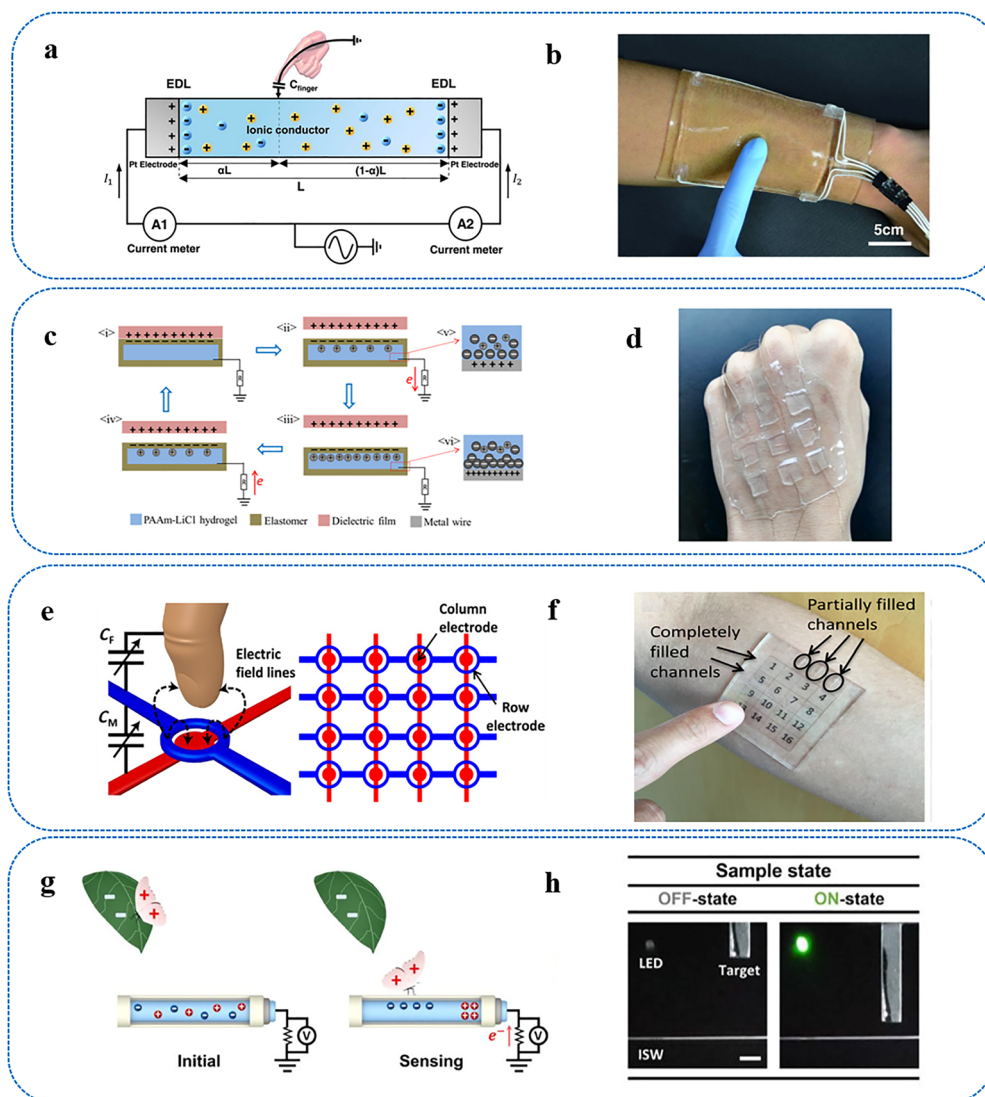 a
EDL
C_finger
EDL
Ionic conductor
Pt Electrode
Pt Electrode
αL
(1-α)L
L
I₁
I₂
A1
A2
Current meter
Current meter
b
5cm
c
<i>
<ii>
<v>
R
R
e
<iv>
<iii>
<vi>
R
R
e
PAAm-LiCl hydrogel
Elastomer
Dielectric film
Metal wire
d
e
C_F
C_M
Electric
field lines
Column
electrode
Row
electrode
f
Completely
filled
channels
Partially filled
channels
1 2 3 4
5 6 7 8
9 10 11 12
13 14 15 16
g
V
Initial
e⁻
V
Sensing
h
Sample state
OFF-state
ON-state
LED
Target
ISW